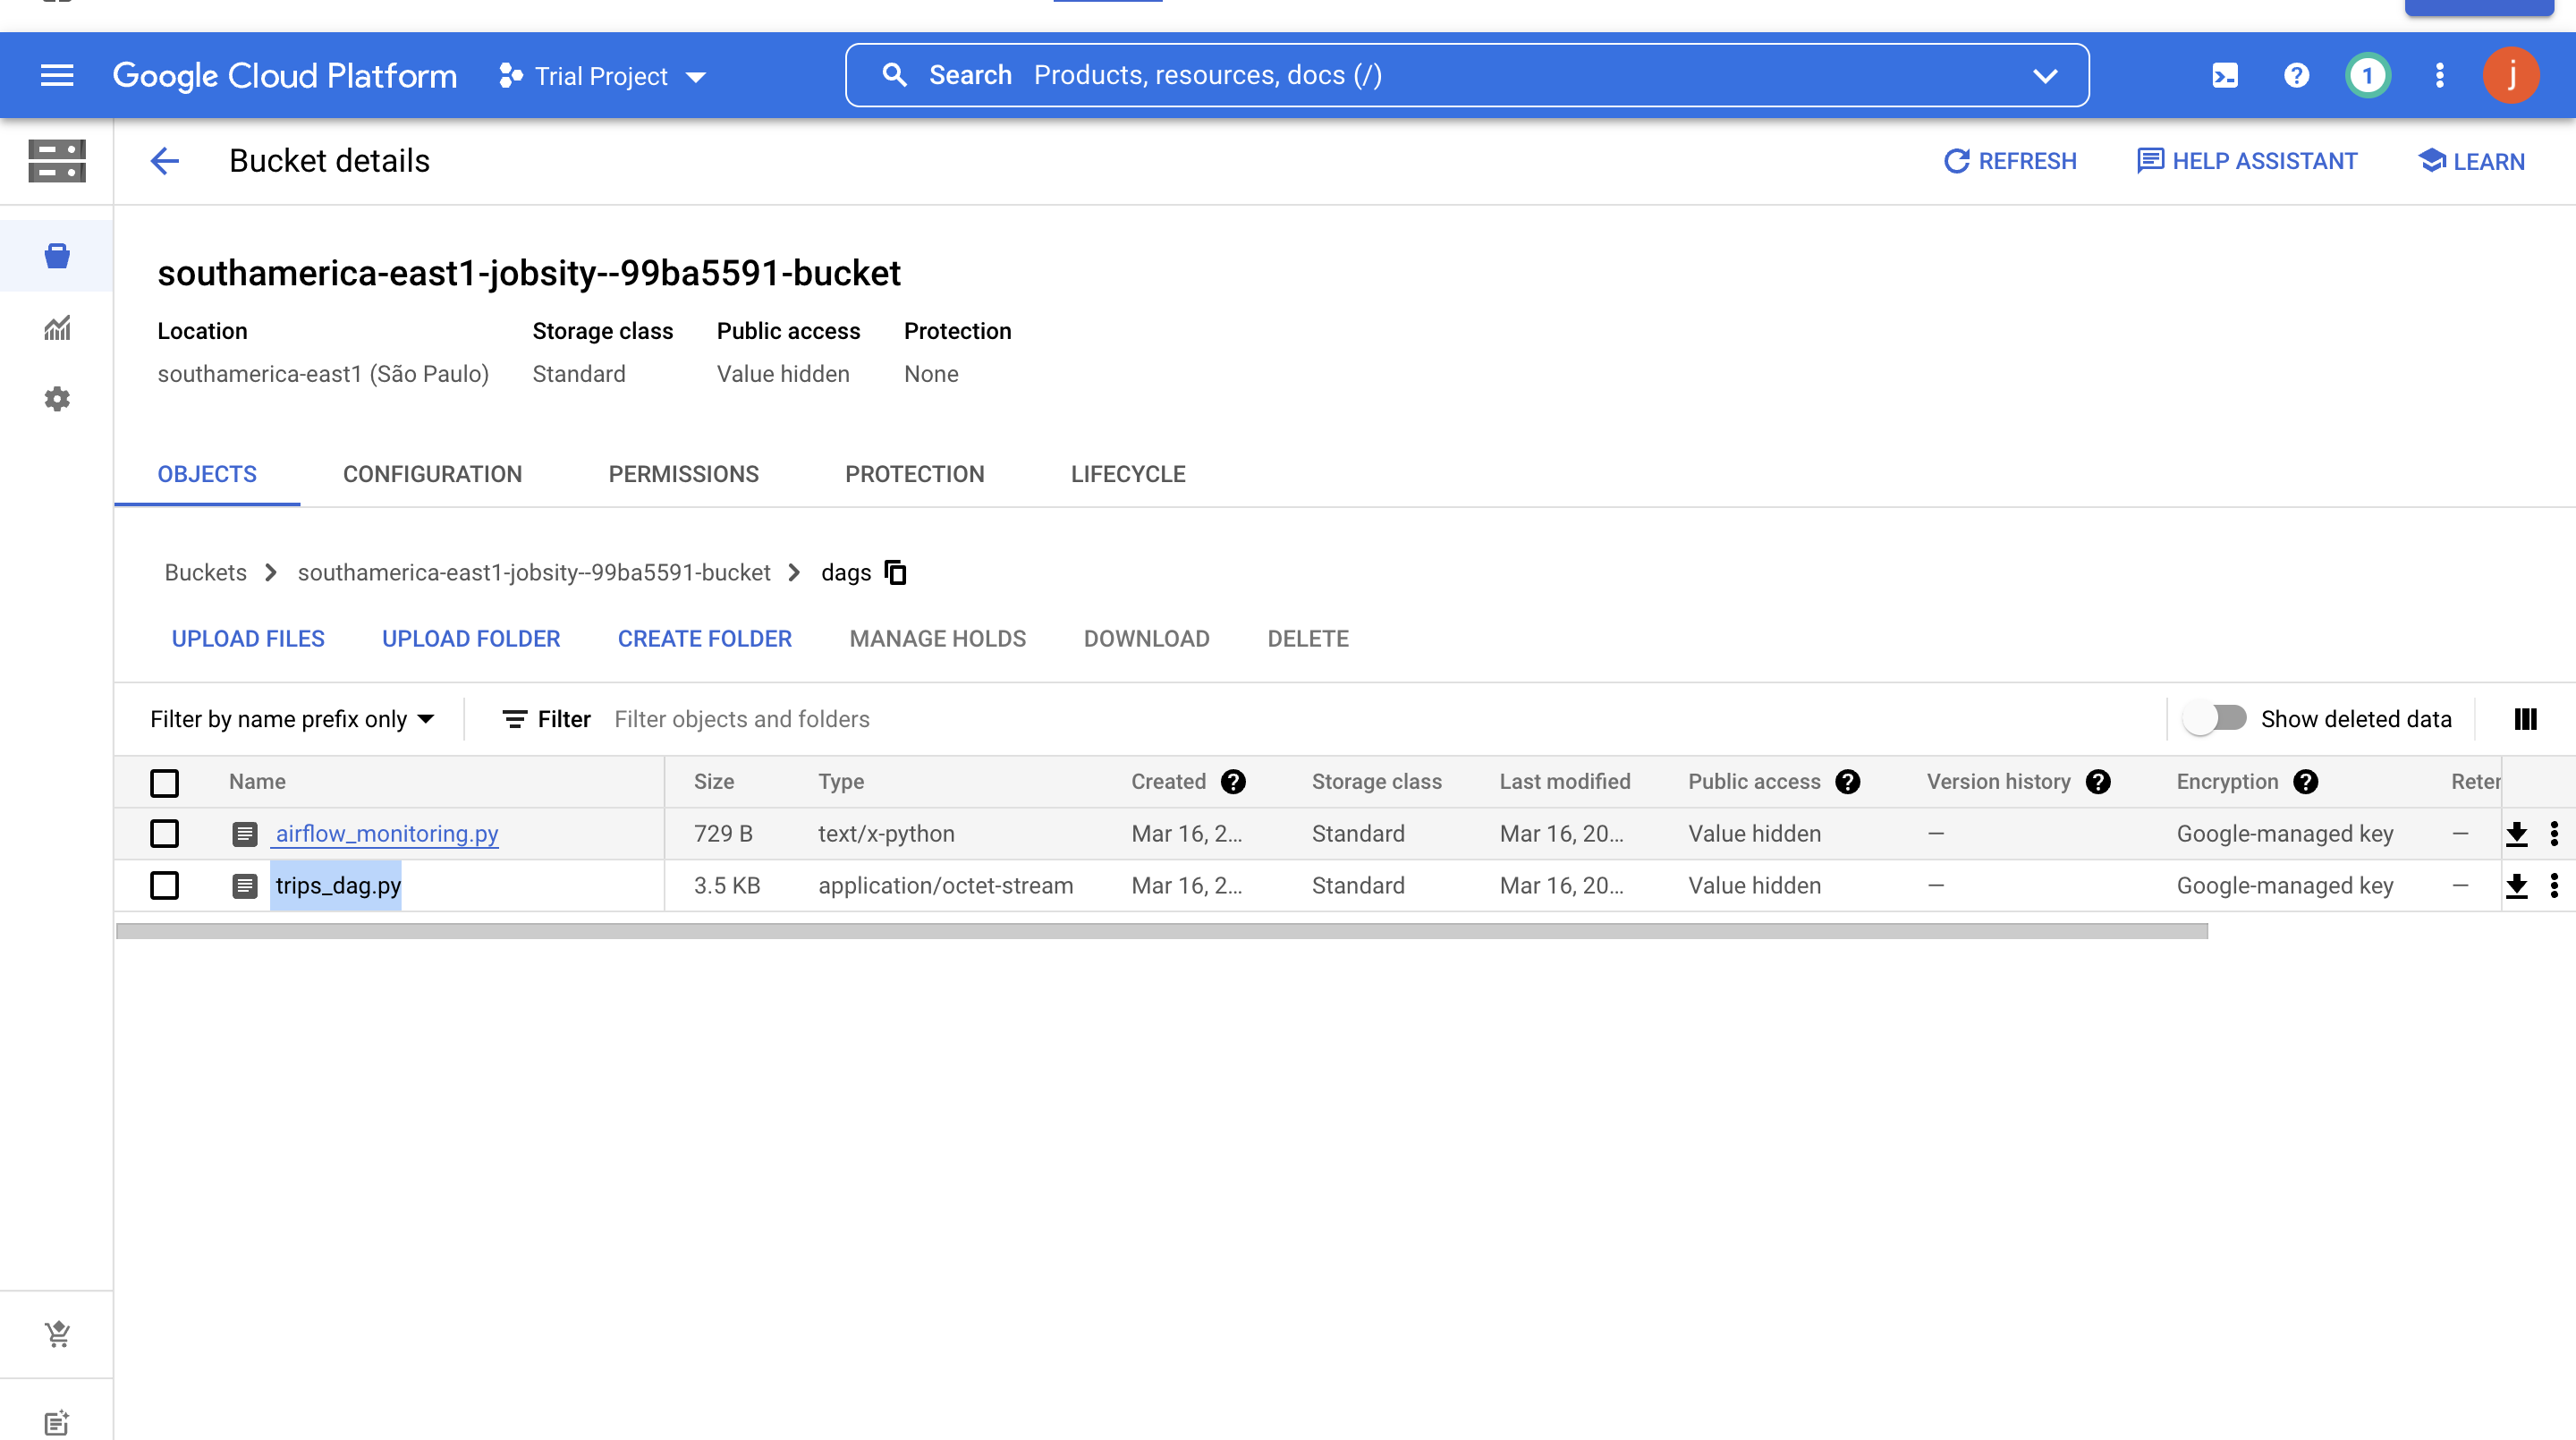 Google Cloud Platform Trial Project Search Products, resources, docs (/) 1 j
Bucket details REFRESH HELP ASSISTANT LEARN
southamerica-east1-jobsity--99ba5591-bucket
Location Storage class Public access Protection
southamerica-east1 (São Paulo) Standard Value hidden None
OBJECTS CONFIGURATION PERMISSIONS PROTECTION LIFECYCLE
Buckets southamerica-east1-jobsity--99ba5591-bucket dags
UPLOAD FILES UPLOAD FOLDER CREATE FOLDER MANAGE HOLDS DOWNLOAD DELETE
Filter by name prefix only Filter Filter objects and folders Show deleted data
Name Size Type Created Storage class Last modified Public access Version history Encryption Reter
airflow_monitoring.py 729 B text/x-python Mar 16, 2... Standard Mar 16, 20... Value hidden — Google-managed key —
trips_dag.py 3.5 KB application/octet-stream Mar 16, 2... Standard Mar 16, 20... Value hidden — Google-managed key —